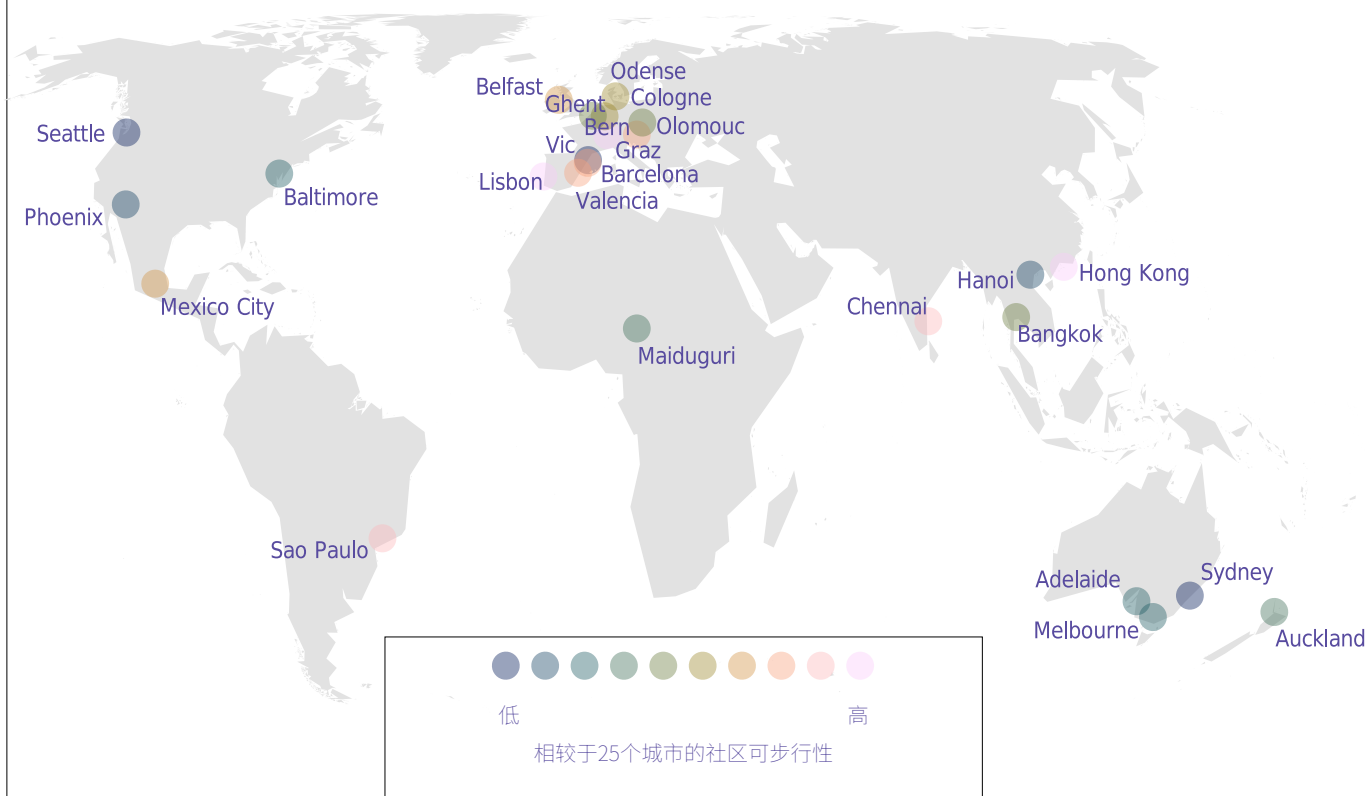 Odense
Belfast
Cologne
Ghent
Seattle
Bern
Olomouc
Vic
Graz
Barcelona
Lisbon
Baltimore
Valencia
Phoenix
Hanoi
Hong Kong
Mexico City
Chennai
Bangkok
Maiduguri
Sao Paulo
Sydney
Adelaide
Melbourne
Auckland
低
高
相较于25个城市的社区可步行性